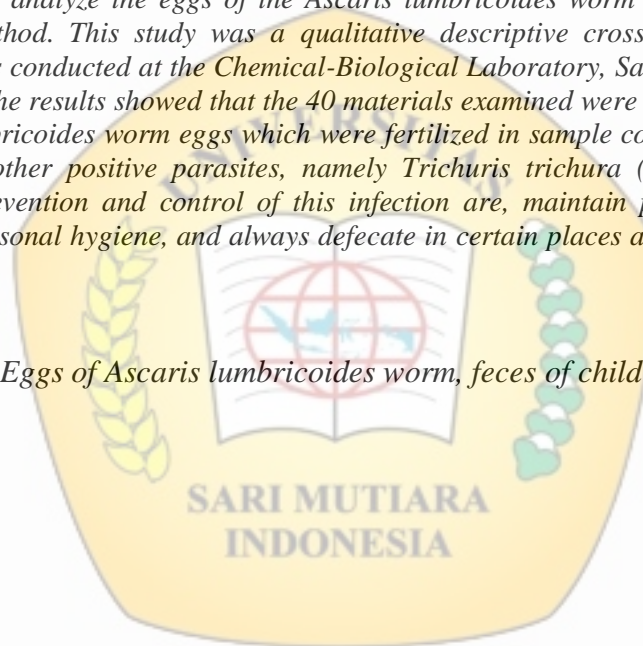 analyze the eggs of the Ascaris lumbricoides worm
thod. This study was a qualitative descriptive cross
s conducted at the Chemical-Biological Laboratory, Sa
he results showed that the 40 materials examined were
bricoides worm eggs which were fertilized in sample co
other positive parasites, namely Trichuris trichura (
evention and control of this infection are, maintain p
sonal hygiene, and always defecate in certain places a
Eggs of Ascaris lumbricoides worm, feces of child
UNIVERSITAS
SARI MUTIARA
INDONESIA